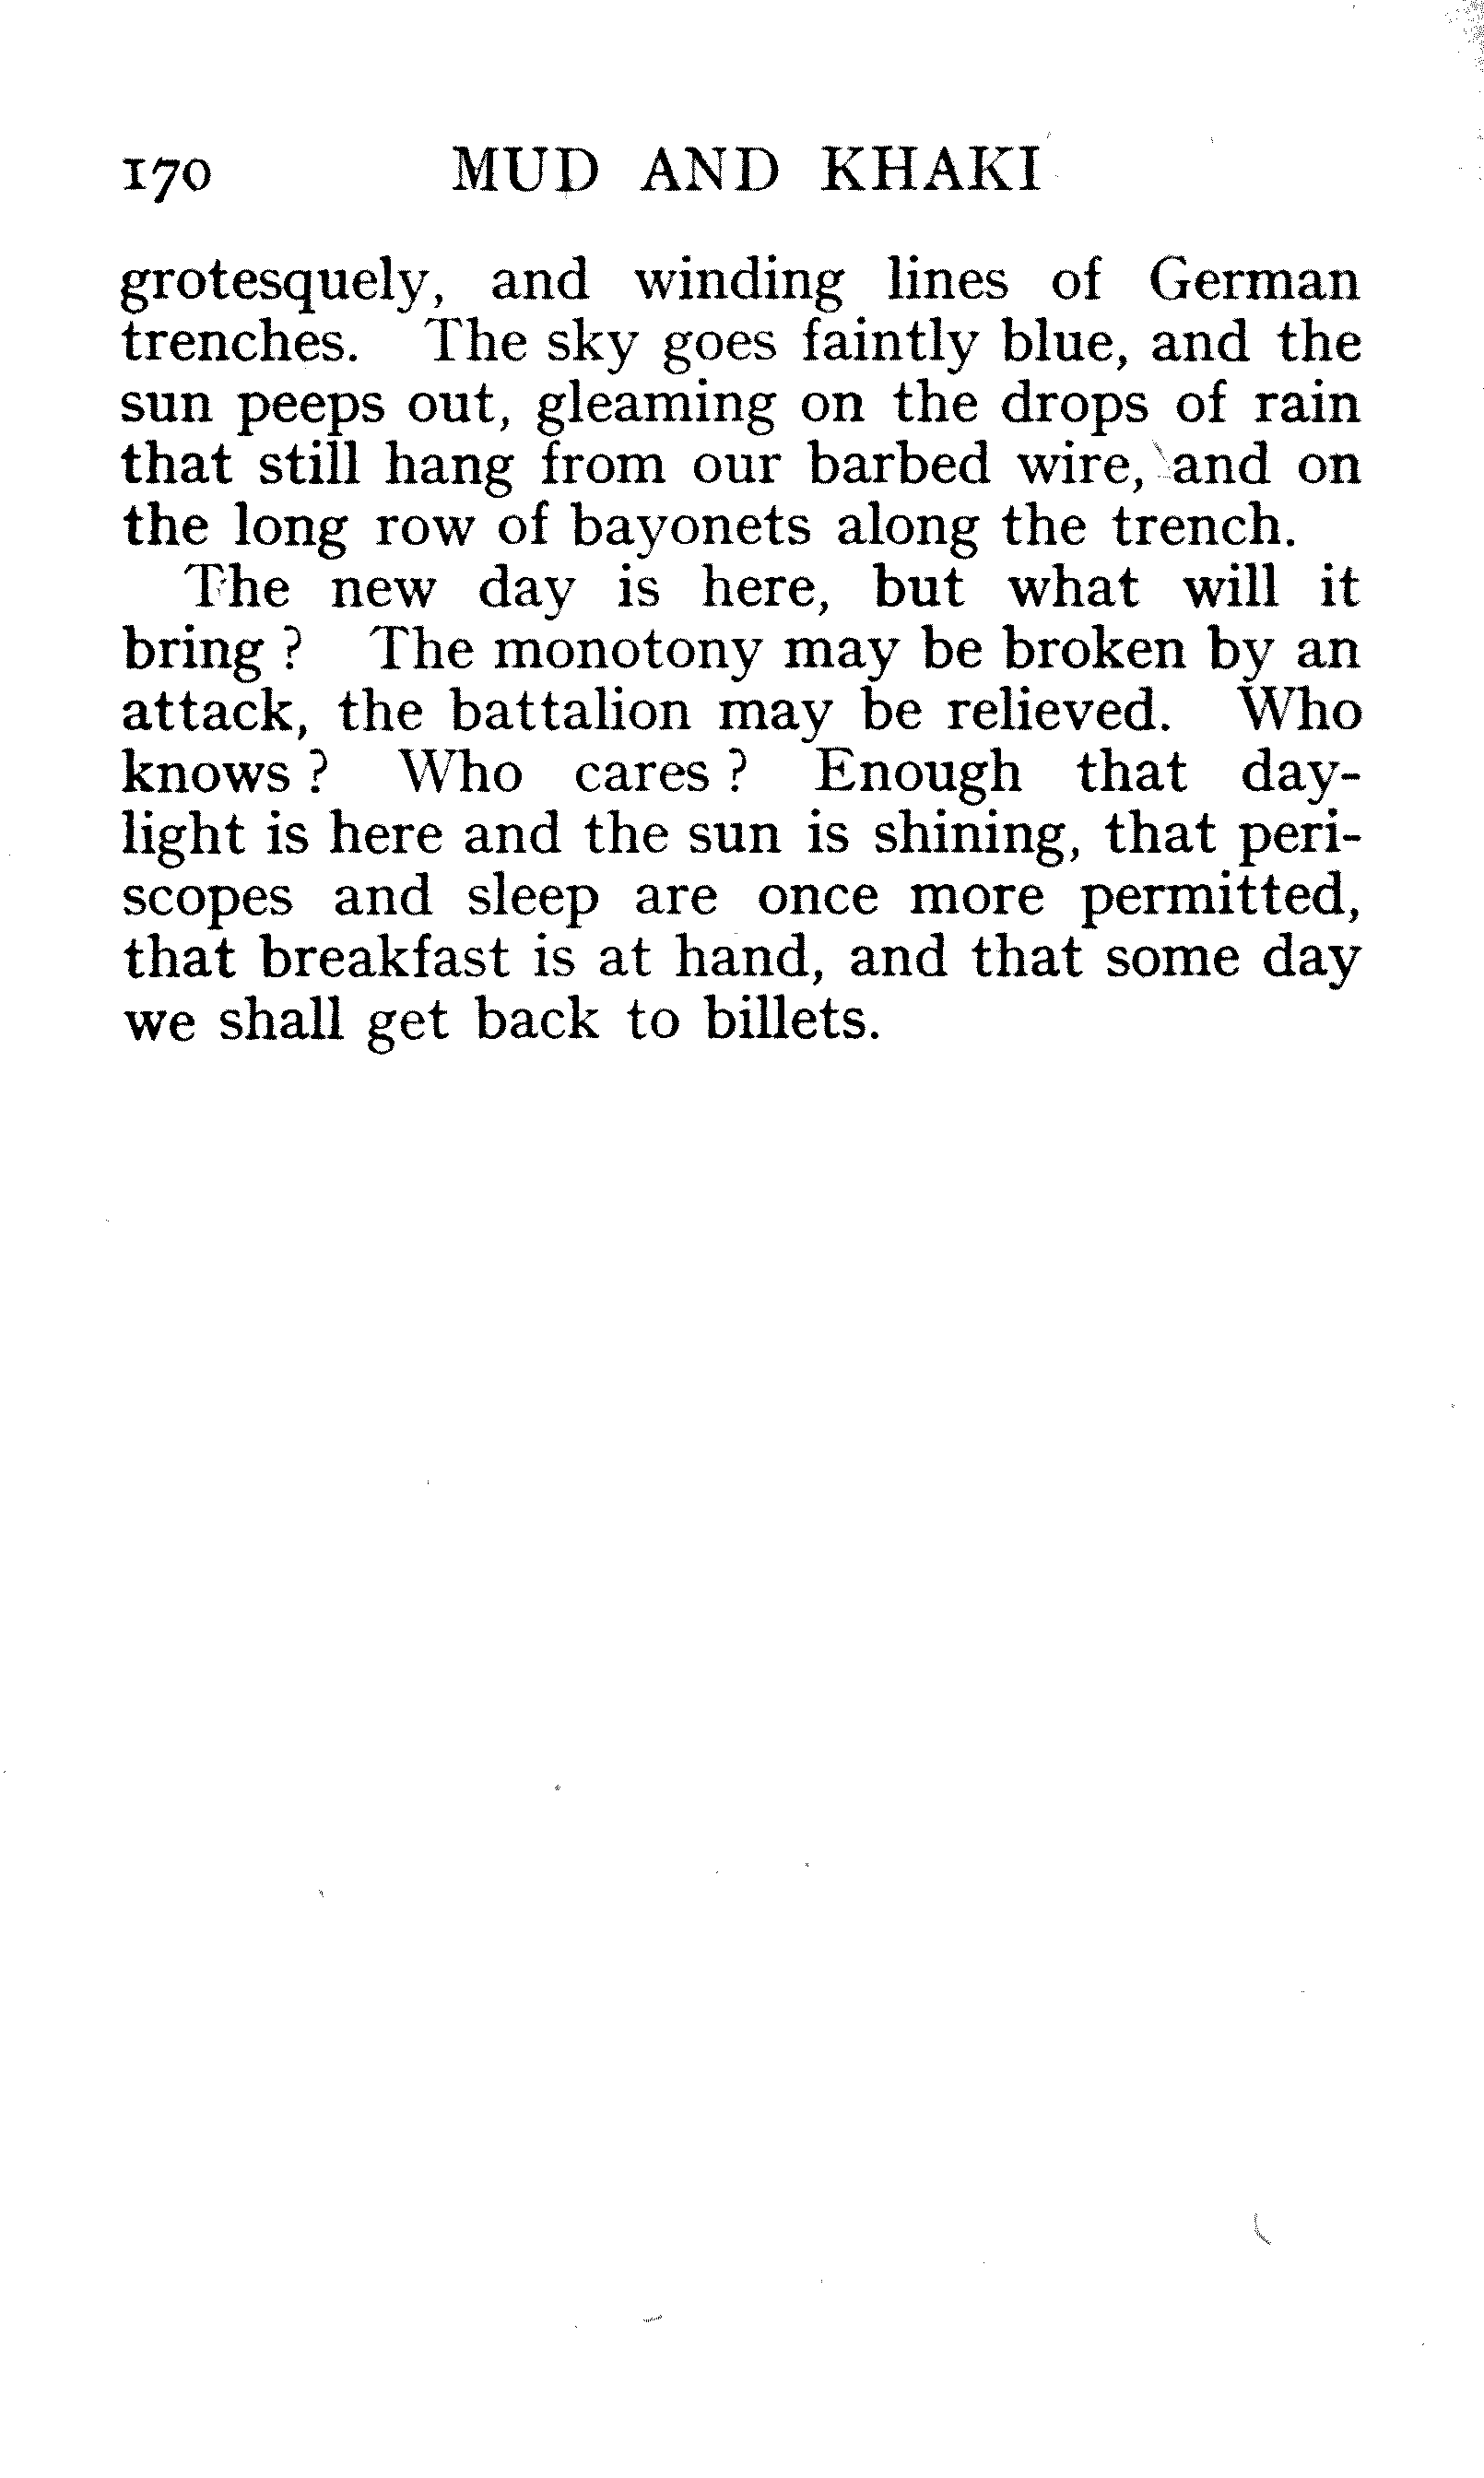 170 MUD AND KHAKI
grotesquely, and winding lines of German
trenches. The sky goes faintly blue, and the
sun peeps out, gleaming on the drops of rain
that still hang from our barbed wire, and on
the long row of bayonets along the trench.
The new day is here, but what will it
bring ? The monotony may be broken by an
attack, the battalion may be relieved. Who
knows ? Who cares ? Enough that day-
light is here and the sun is shining, that peri-
scopes and sleep are once more permitted,
that breakfast is at hand, and that some day
we shall get back to billets.